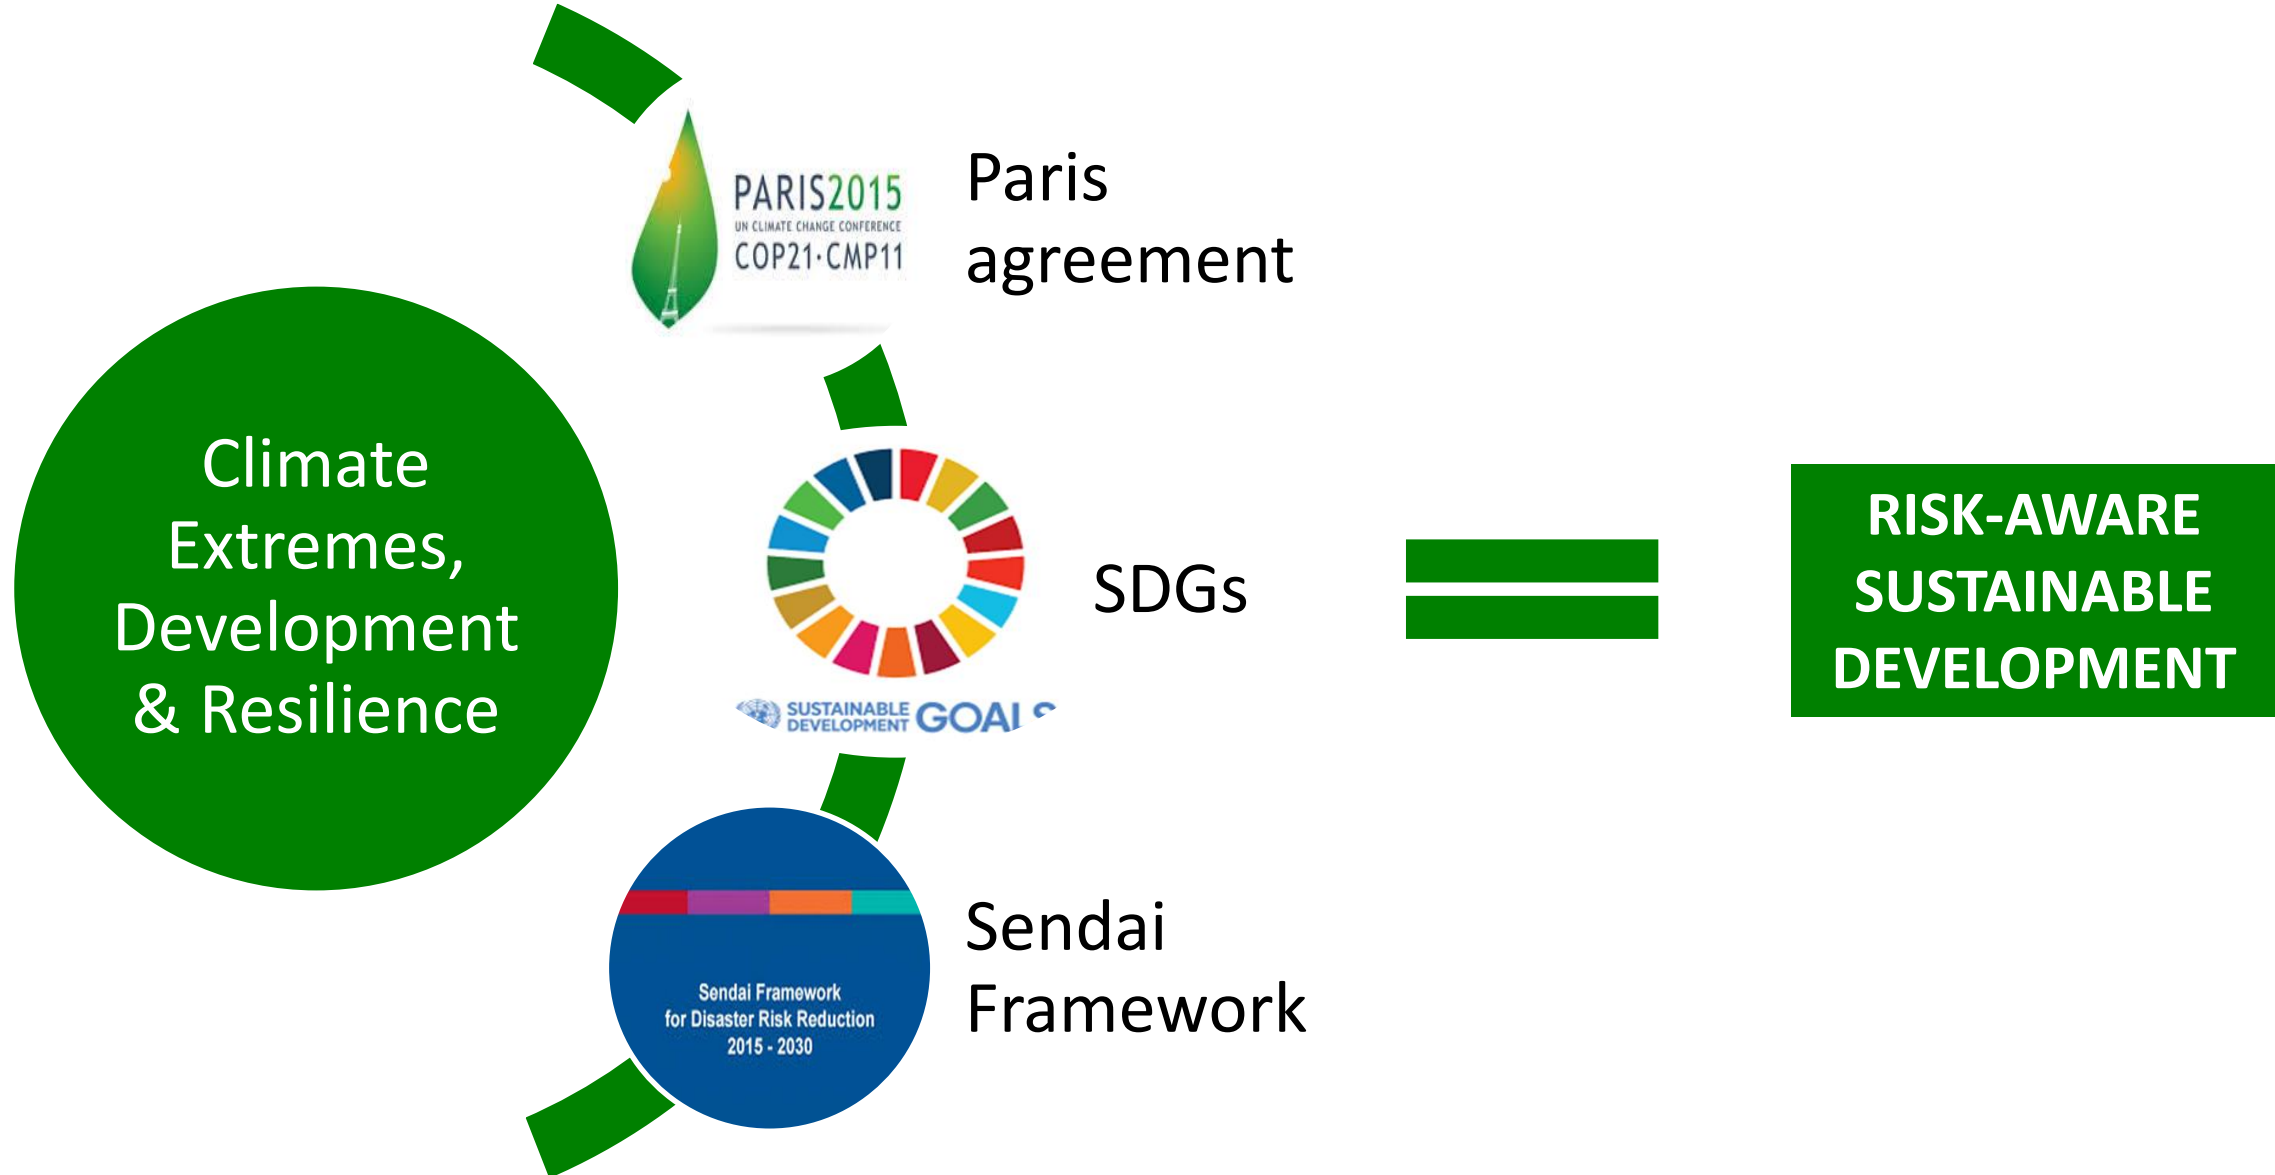 Climate
Extremes,
Development
& Resilience
PARIS2015
UN CLIMATE CHANGE CONFERENCE
COP21·CMP11
Paris
agreement
SUSTAINABLE
DEVELOPMENT GOALS
SDGs
Sendai Framework
for Disaster Risk Reduction
2015 - 2030
Sendai
Framework
RISK-AWARE
SUSTAINABLE
DEVELOPMENT